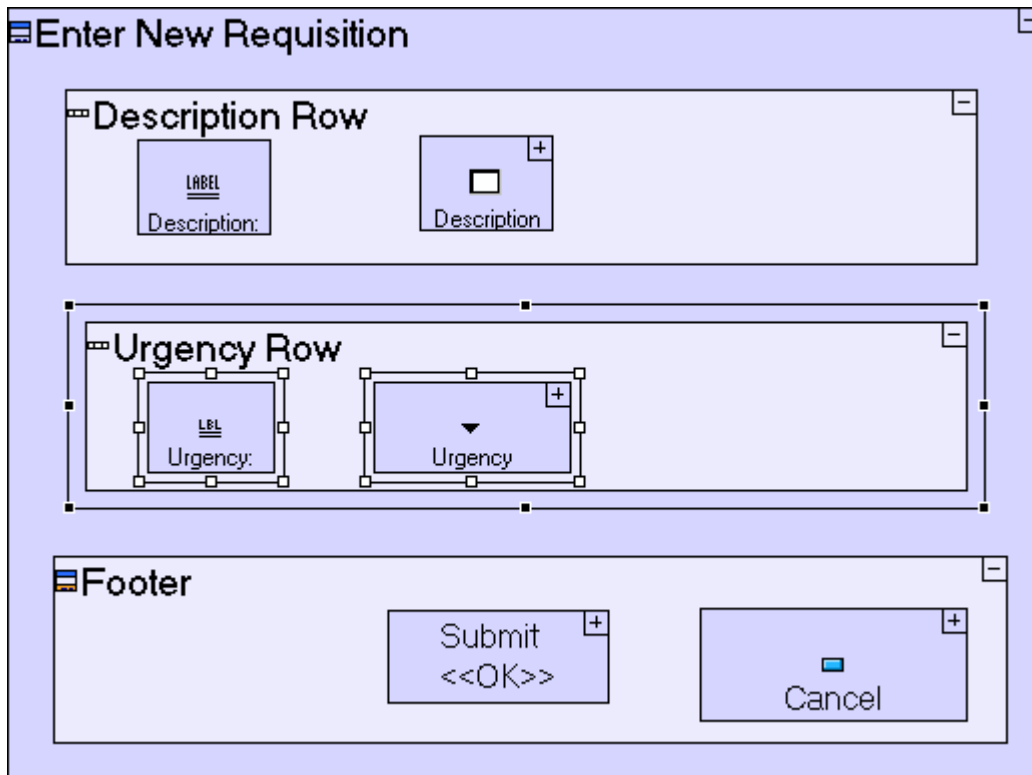 Enter New Requisition
Description Row
LABEL
Description:
Description
Urgency Row
LBL
Urgency:
Urgency
Footer
Submit
<<OK>>
Cancel